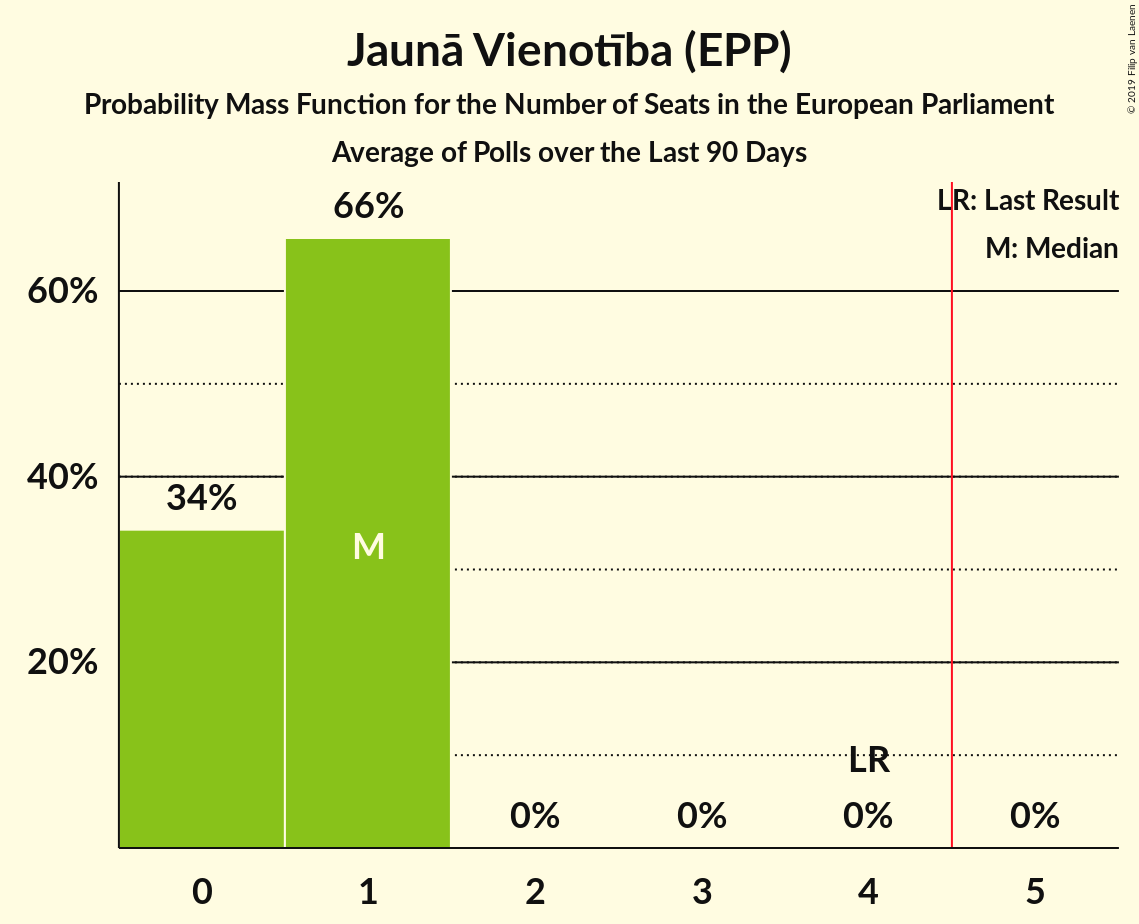 Jaunā Vienotība (EPP)
Probability Mass Function for the Number of Seats in the European Parliament
Average of Polls over the Last 90 Days
© 2019 Filip van Laenen
LR: Last Result
M: Median
66%
60%
40%
34%
M
20%
LR
0%
0%
0%
0%
0
1
2
3
4
5